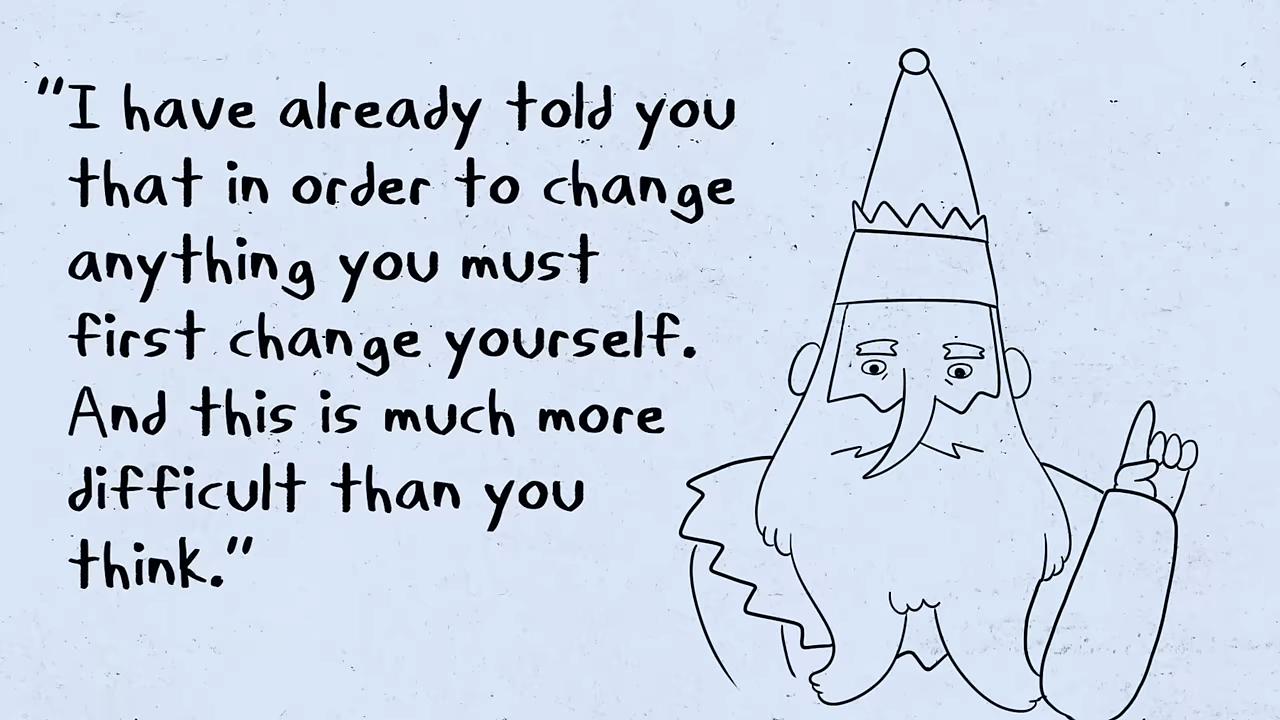 "I have already told you
that in order to change
anything you must
first change yourself.
And this is much more
difficult than you
think."